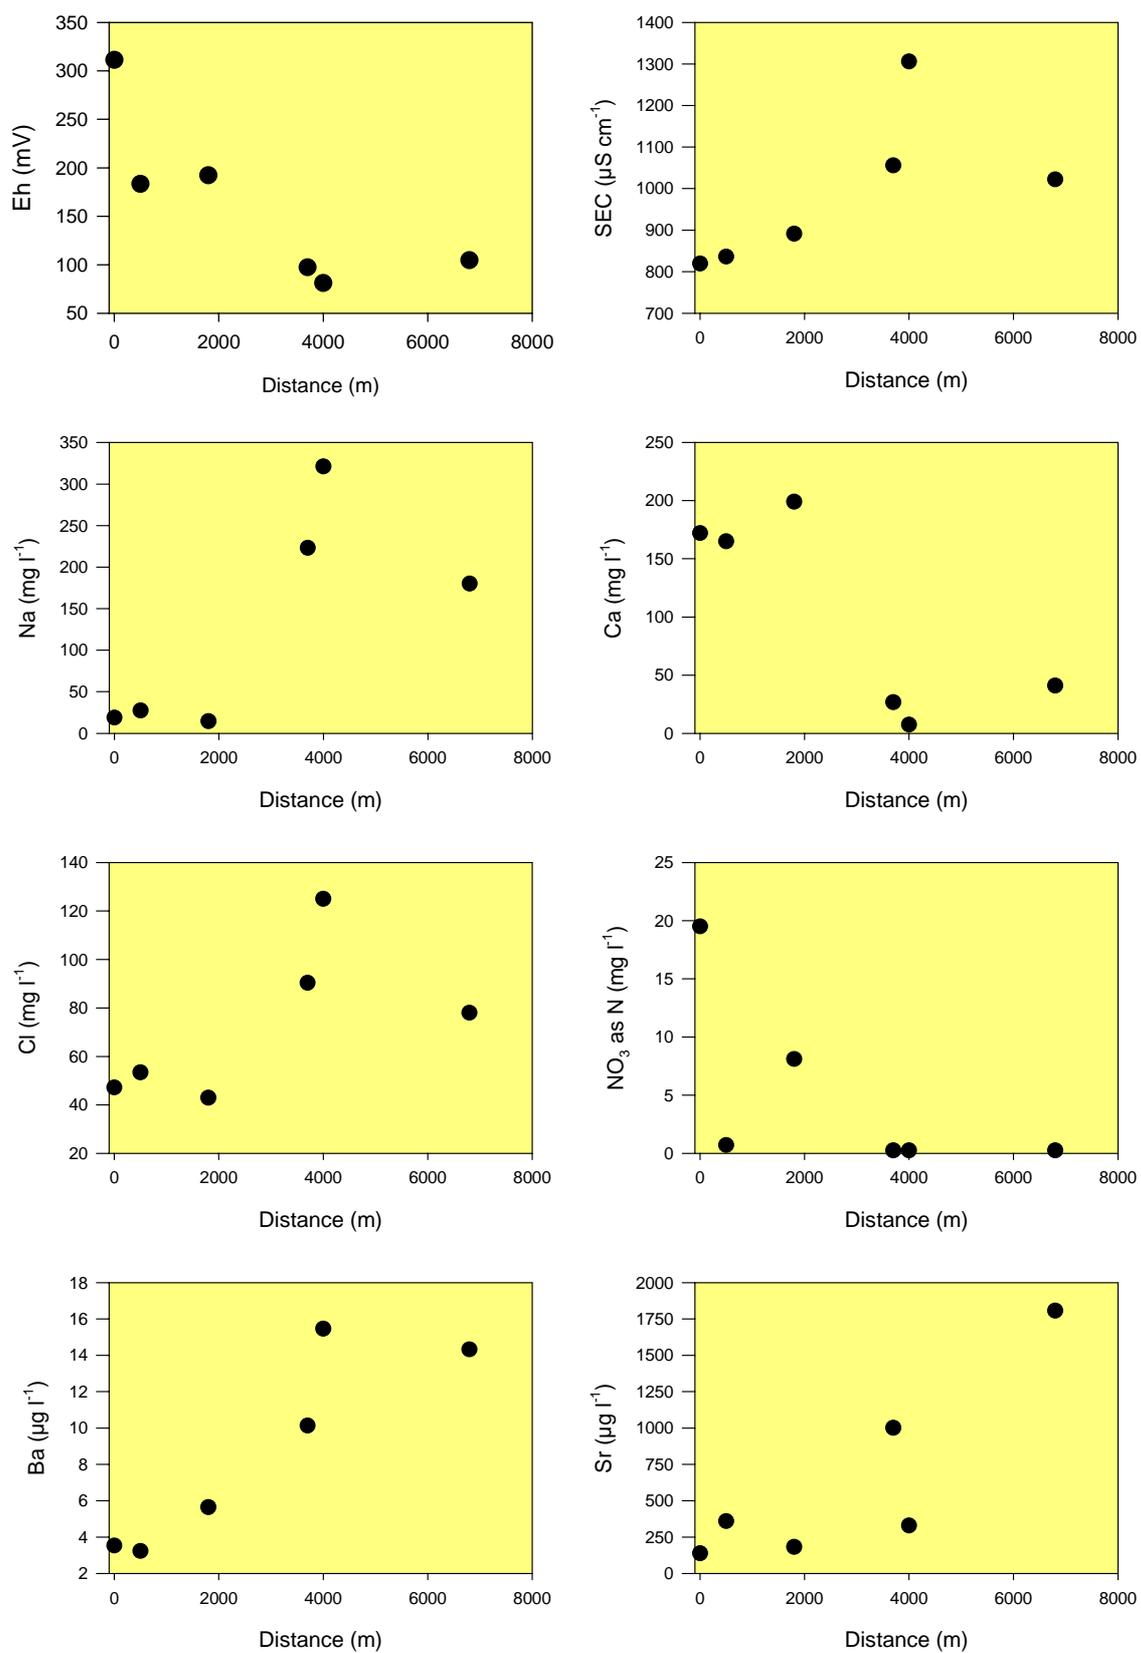 Eh (mV)
350
300
250
200
150
100
50
0 2000 4000 6000 8000
Distance (m)
SEC (µS cm-1)
1400
1300
1200
1100
1000
900
800
700
0 2000 4000 6000 8000
Distance (m)
Na (mg l-1)
350
300
250
200
150
100
50
0
0 2000 4000 6000 8000
Distance (m)
Ca (mg l-1)
250
200
150
100
50
0
0 2000 4000 6000 8000
Distance (m)
Cl (mg l-1)
140
120
100
80
60
40
20
0 2000 4000 6000 8000
Distance (m)
NO3 as N (mg l-1)
25
20
15
10
5
0
0 2000 4000 6000 8000
Distance (m)
Ba (µg l-1)
18
16
14
12
10
8
6
4
2
0 2000 4000 6000 8000
Distance (m)
Sr (µg l-1)
2000
1750
1500
1250
1000
750
500
250
0
0 2000 4000 6000 8000
Distance (m)